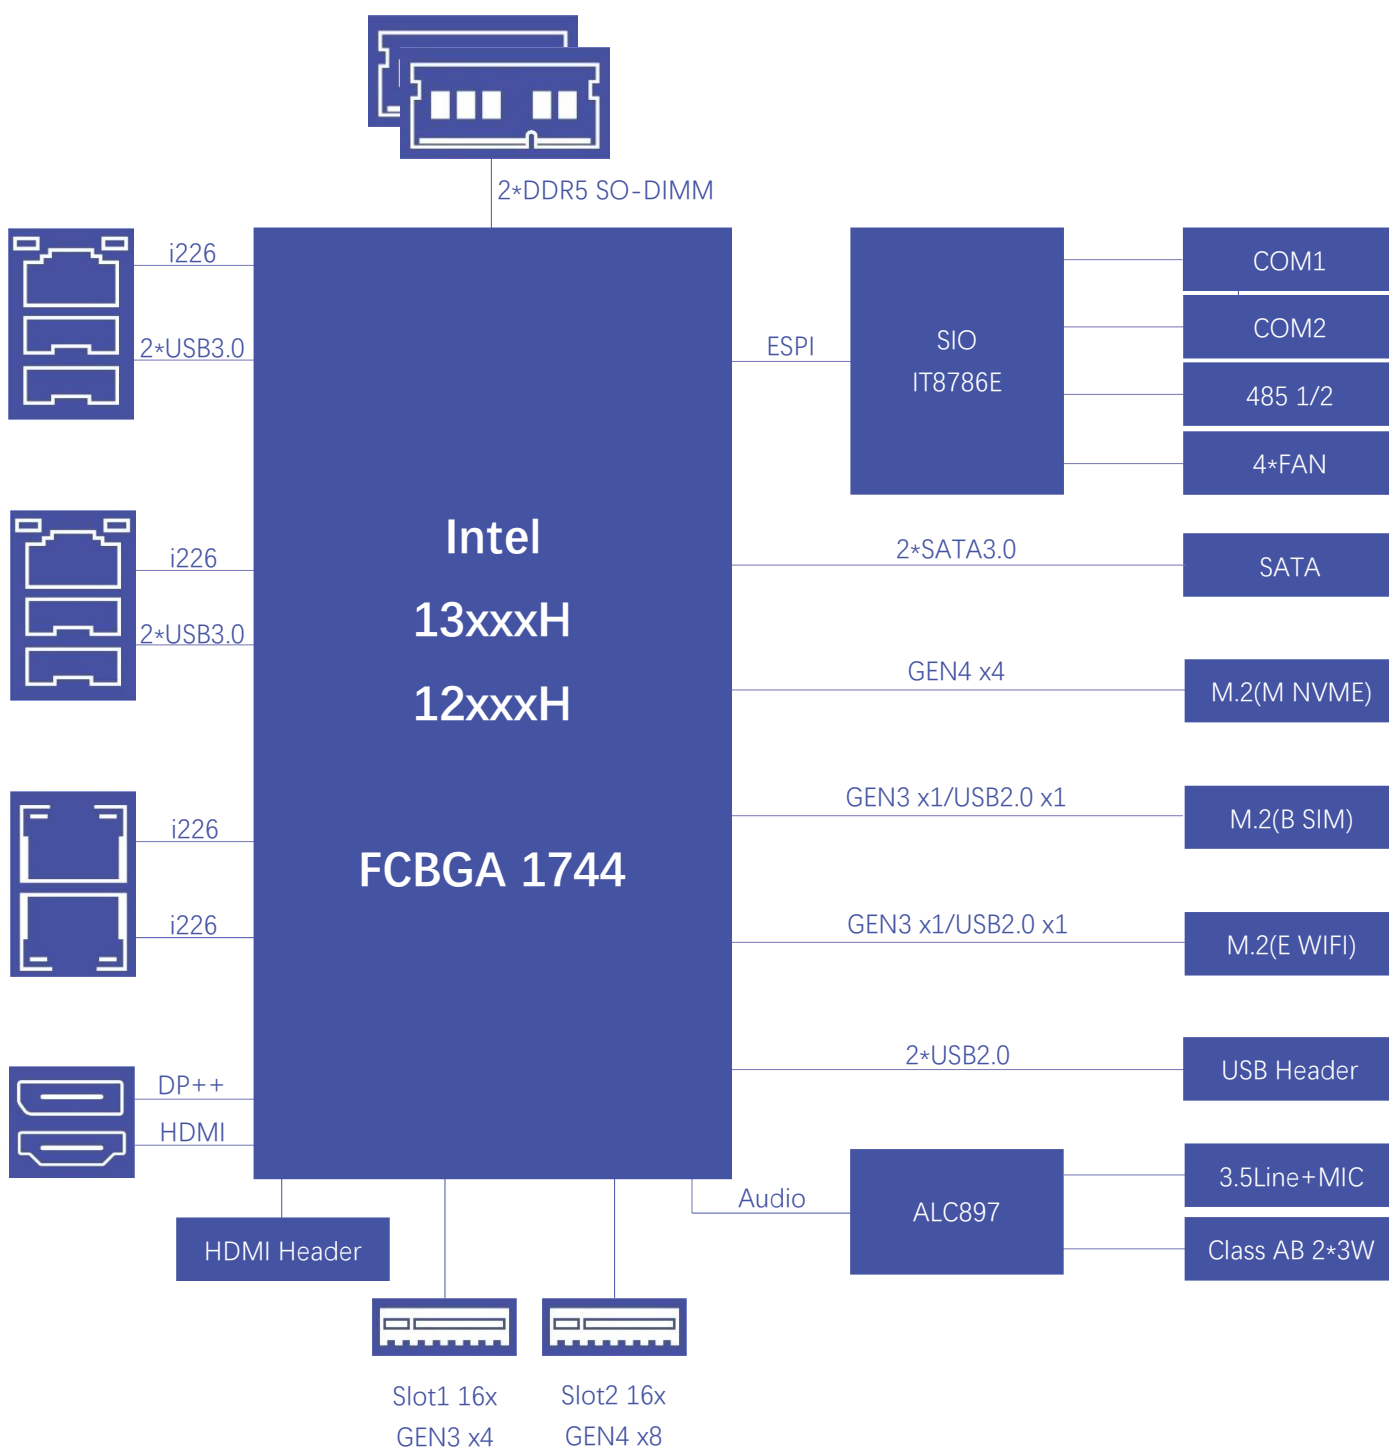 2*DDR5 SO-DIMM
i226
2*USB3.0
i226
2*USB3.0
i226
i226
DP++
HDMI
Intel
13xxxH
12xxxH
FCBGA 1744
ESPI
SIO
IT8786E
COM1
COM2
485 1/2
4*FAN
2*SATA3.0
SATA
GEN4 x4
M.2(M NVME)
GEN3 x1/USB2.0 x1
M.2(B SIM)
GEN3 x1/USB2.0 x1
M.2(E WIFI)
2*USB2.0
USB Header
Audio
ALC897
3.5Line+MIC
Class AB 2*3W
HDMI Header
Slot1 16x
GEN3 x4
Slot2 16x
GEN4 x8